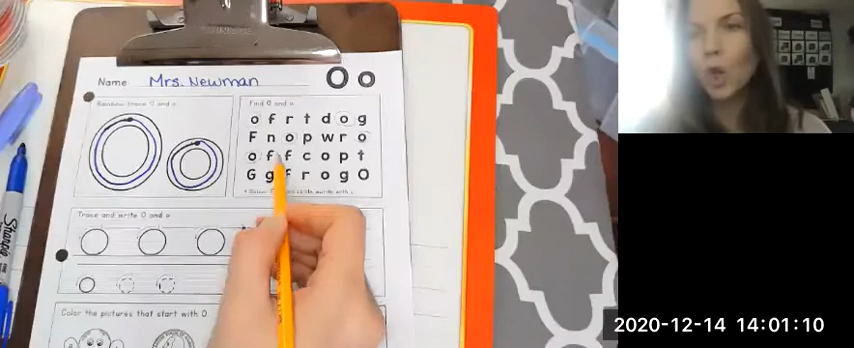 Name: Mrs. Newman
O o
Rainbow trace O and o
Find O and o
o f r t d o g
F n o p w r o
o f f c o p t
G g f r o g O
Trace and write O and o
Color the pictures that start with O.
Sharpie
2020-12-14 14:01:10